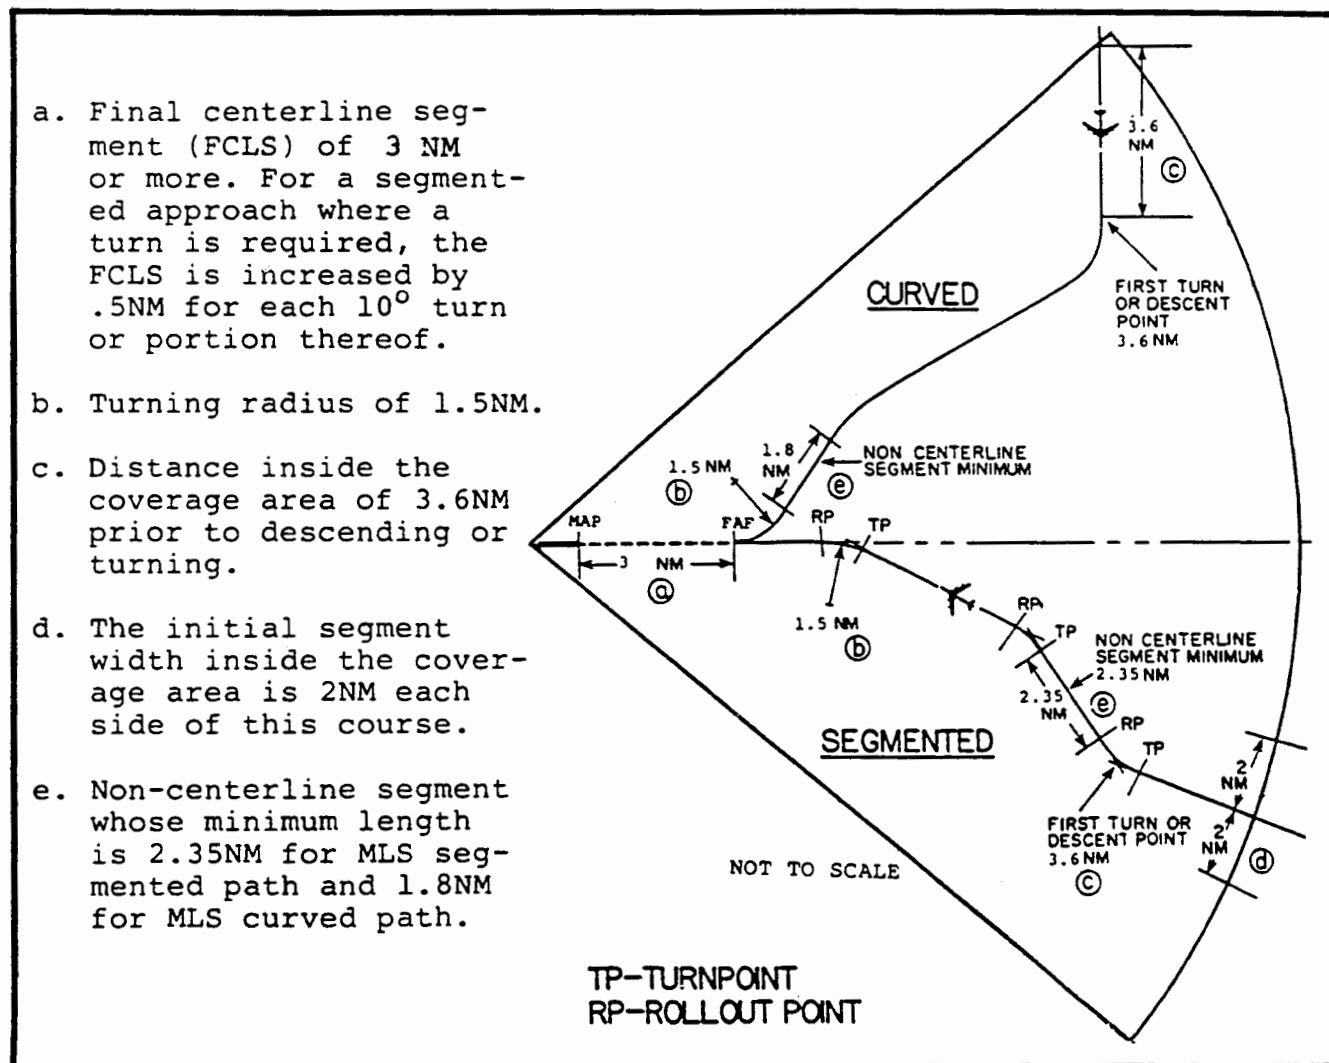 a. Final centerline seg-
ment (FCLS) of 3 NM
or more. For a segment-
ed approach where a
turn is required, the
FCLS is increased by
.5NM for each 10° turn
or portion thereof.
b. Turning radius of 1.5NM.
c. Distance inside the
coverage area of 3.6NM
prior to descending or
turning.
d. The initial segment
width inside the cover-
age area is 2NM each
side of this course.
e. Non-centerline segment
whose minimum length
is 2.35NM for MLS seg-
mented path and 1.8NM
for MLS curved path.
3.6
NM
ⓒ
FIRST TURN
OR DESCENT
POINT
3.6 NM
CURVED
1.8
NM
NON CENTERLINE
SEGMENT MINIMUM
ⓔ
1.5 NM
ⓑ
MAP
FAF
RP
TP
3 NM
ⓐ
1.5 NM
ⓑ
RP
TP
NON CENTERLINE
SEGMENT MINIMUM
2.35 NM
2.35
NM
ⓔ
RP
TP
SEGMENTED
2
NM
2
NM
ⓓ
FIRST TURN OR
DESCENT POINT
3.6 NM
ⓒ
NOT TO SCALE
TP-TURNPOINT
RP-ROLLOUT POINT